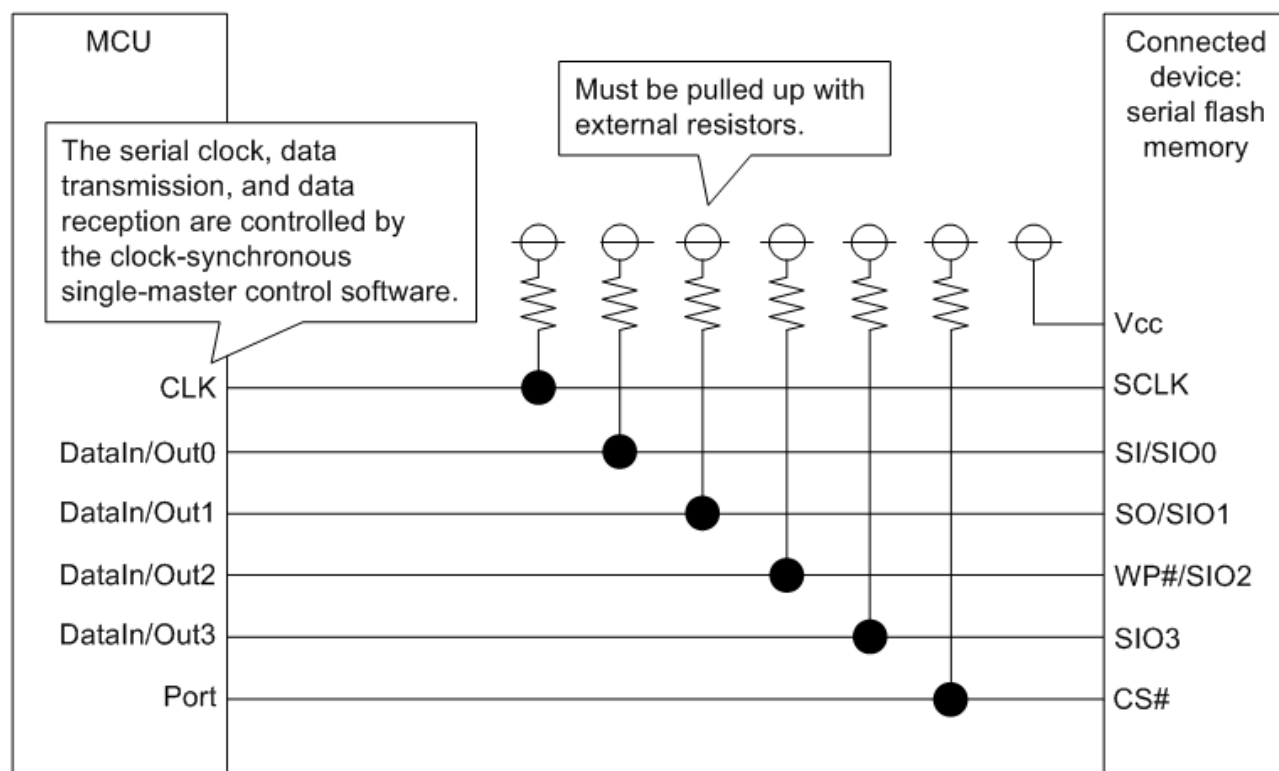 MCU
Connected
device:
serial flash
memory
Must be pulled up with
external resistors.
The serial clock, data
transmission, and data
reception are controlled by
the clock-synchronous
single-master control software.
Vcc
CLK
SCLK
DataIn/Out0
SI/SIO0
DataIn/Out1
SO/SIO1
DataIn/Out2
WP#/SIO2
DataIn/Out3
SIO3
Port
CS#